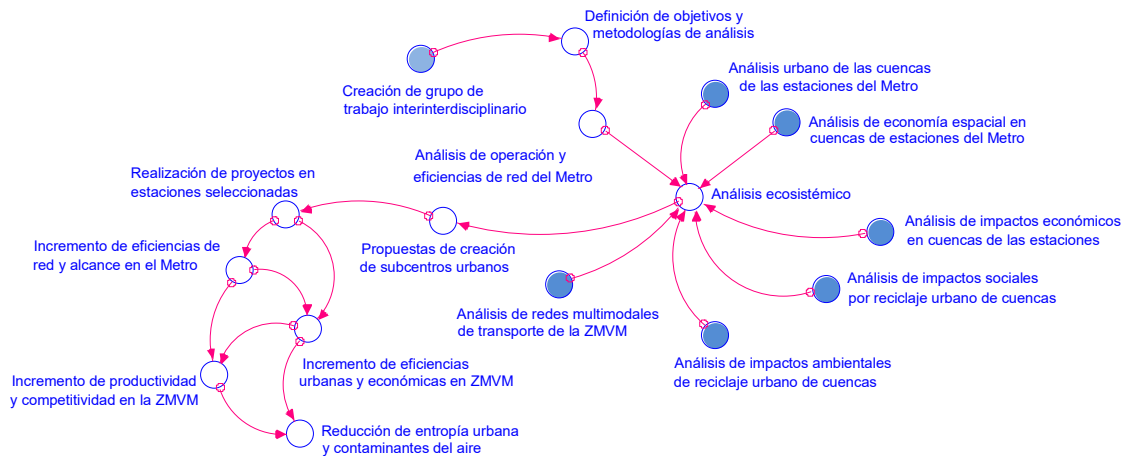 Definición de objetivos y
metodologías de análisis
Creación de grupo de
trabajo interinterdisciplinario
Análisis urbano de las cuencas
de las estaciones del Metro
Análisis de economía espacial en
cuencas de estaciones del Metro
Análisis de operación y
eficiencias de red del Metro
Realización de proyectos en
estaciones seleccionadas
Análisis ecosistémico
Análisis de impactos económicos
en cuencas de las estaciones
Incremento de eficiencias de
red y alcance en el Metro
Propuestas de creación
de subcentros urbanos
Análisis de impactos sociales
por reciclaje urbano de cuencas
Análisis de redes multimodales
de transporte de la ZMVM
Análisis de impactos ambientales
de reciclaje urbano de cuencas
Incremento de eficiencias
urbanas y económicas en ZMVM
Incremento de productividad
y competitividad en la ZMVM
Reducción de entropía urbana
y contaminantes del aire